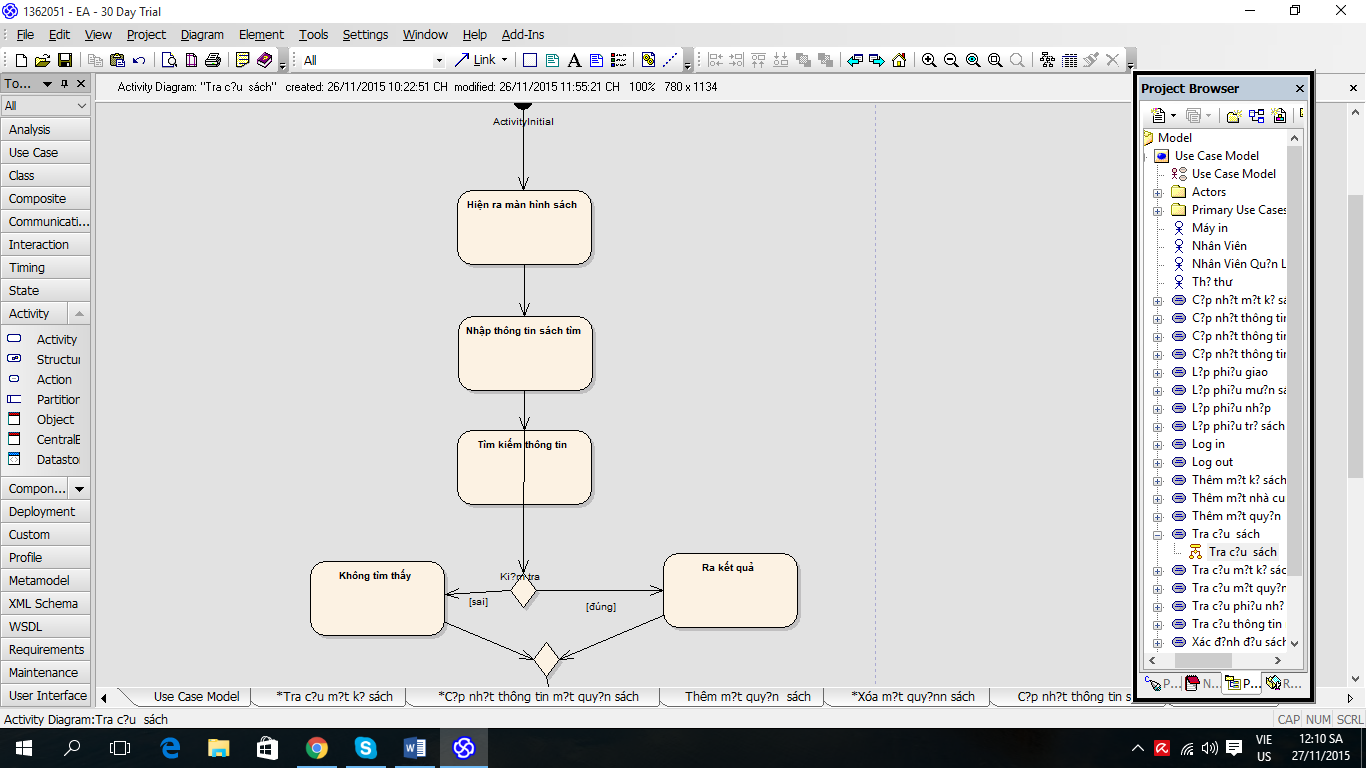 1362051 - EA - 30 Day Trial
File Edit View Project Diagram Element Tools Settings Window Help Add-Ins
All
Link
To...
All
Analysis
Use Case
Class
Composite
Communicati...
Interaction
Timing
State
Activity
Activity
Structur
Action
Partition
Object
CentralB
Datasto
Compon...
Deployment
Custom
Profile
Metamodel
XML Schema
WSDL
Requirements
Maintenance
User Interface
Activity Diagram: "Tra c?u  sách"  created: 26/11/2015 10:22:51 CH  modified: 26/11/2015 11:55:21 CH  100%  780 x 1134
ActivityInitial
Hiện ra màn hình sách
Nhập thông tin sách tìm
Tìm kiếm thông tin
Ki?m tra
Không tìm thấy
Ra kết quả
[sai]
[đúng]
Project Browser
Model
Use Case Model
Use Case Model
Actors
Primary Use Cases
Máy in
Nhân Viên
Nhân Viên Qu?n L
Th? thư
C?p nh?t m?t k? sá
C?p nh?t thông tin
C?p nh?t thông tin
C?p nh?t thông tin
L?p phi?u giao
L?p phi?u mư?n sá
L?p phi?u nh?p
L?p phi?u tr? sách
Log in
Log out
Thêm m?t k? sách
Thêm m?t nhà cu
Thêm m?t quy?n
Tra c?u  sách
Tra c?u  sách
Tra c?u m?t k? sác
Tra c?u m?t quy?n
Tra c?u phi?u nh?
Tra c?u thông tin
Xác đ?nh đ?u sách
P... N... P... R...
Use Case Model *Tra c?u m?t k? sách *C?p nh?t thông tin m?t quy?n sách Thêm m?t quy?n  sách *Xóa m?t quy?nn sách C?p nh?t thông tin s
Activity Diagram:Tra c?u  sách
CAP NUM SCRL
VIE
US
12:10 SA
27/11/2015